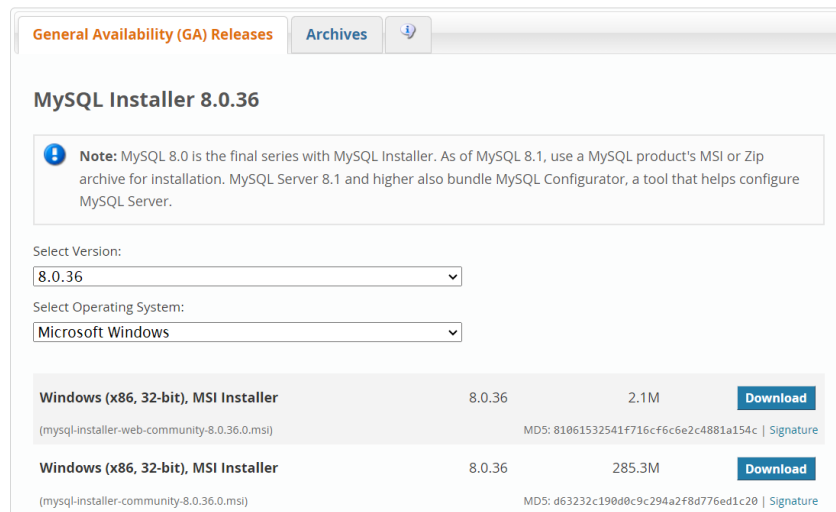 General Availability (GA) Releases
Archives
MySQL Installer 8.0.36
Note: MySQL 8.0 is the final series with MySQL Installer. As of MySQL 8.1, use a MySQL product's MSI or Zip
archive for installation. MySQL Server 8.1 and higher also bundle MySQL Configurator, a tool that helps configure
MySQL Server.
Select Version:
8.0.36
Select Operating System:
Microsoft Windows
Windows (x86, 32-bit), MSI Installer 8.0.36 2.1M Download
(mysql-installer-web-community-8.0.36.0.msi) MD5: 81061532541f716cf6c6e2c4881a154c | Signature
Windows (x86, 32-bit), MSI Installer 8.0.36 285.3M Download
(mysql-installer-community-8.0.36.0.msi) MD5: d63232c190d0c9c294a2f8d776ed1c20 | Signature